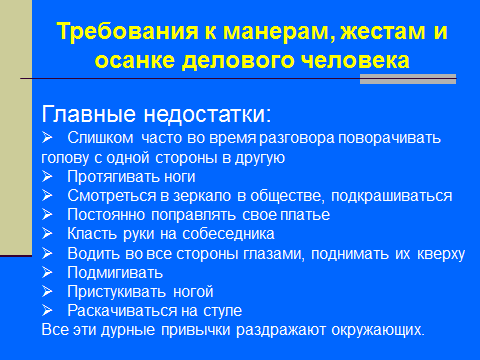 Требования к манерам, жестам и
осанке делового человека
Главные недостатки:
➢ Слишком часто во время разговора поворачивать
голову с одной стороны в другую
➢ Протягивать ноги
➢ Смотреться в зеркало в обществе, подкрашиваться
➢ Постоянно поправлять свое платье
➢ Класть руки на собеседника
➢ Водить во все стороны глазами, поднимать их кверху
➢ Подмигивать
➢ Пристукивать ногой
➢ Раскачиваться на стуле
Все эти дурные привычки раздражают окружающих.